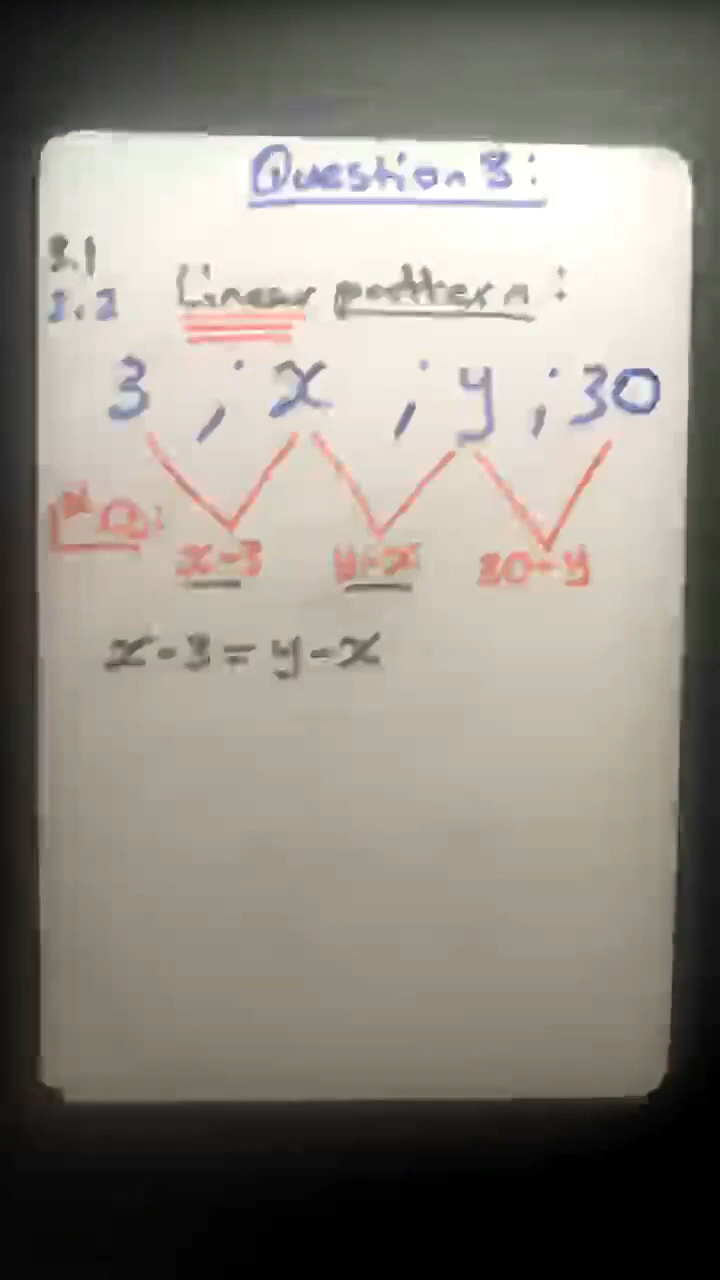 Question 3:
3.1
3.2 Linear pattern:
3 ; x ; y ; 30
1st D:
x-3 y-x 30-y
x-3=y-x